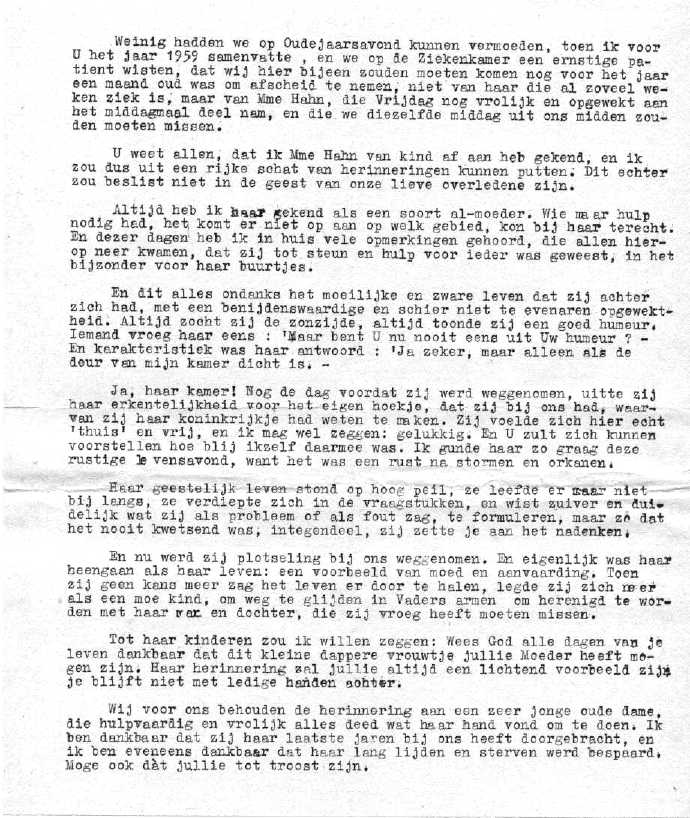 Weinig hadden we op Oudejaarsavond kunnen vermoeden, toen ik voor
U het jaar 1959 samenvatte , en we op de Ziekenkamer een ernstige pa-
tient wisten, dat wij hier bijeen zouden moeten komen nog voor het jaar
een maand oud was om afscheid te nemen, niet van haar die al zoveel we-
ken ziek is, maar van Mme Hahn, die Vrijdag nog vrolijk en opgewekt aan
het middagmaal deel nam, en die we diezelfde middag uit ons midden zou-
den moeten missen.
U weet allen, dat ik Mme Hahn van kind af aan heb gekend, en ik
zou dus uit een rijke schat van herinneringen kunnen putten. Dit echter
zou beslist niet in de geest van onze lieve overledene zijn.
Altijd heb ik haar gekend als een soort al-moeder. Wie maar hulp
nodig had, het komt er niet op aan op welk gebied, kon bij haar terecht.
En dezer dagen heb ik in huis vele opmerkingen gehoord, die allen hier-
op neer kwamen, dat zij tot steun en hulp voor ieder was geweest, in het
bijzonder voor haar buurtjes.
En dit alles ondanks het moeilijke en zware leven dat zij achter
zich had, met een benijdenswaardige en schier niet te evenaren opgewekt-
heid. Altijd zocht zij de zonzijde, altijd toonde zij een goed humeur.
Iemand vroeg haar eens : 'Maar bent U nu nooit eens uit Uw humeur ? -
En karakteristiek was haar antwoord : 'Ja zeker, maar alleen als de
deur van mijn kamer dicht is. -
Ja, haar kamer! Nog de dag voordat zij werd weggenomen, uitte zij
haar erkentelijkheid voor het eigen hoekje, dat zij bij ons had, waar-
van zij haar koninkrijkje had weten te maken. Zij voelde zich hier echt
'thuis' en vrij, en ik mag wel zeggen: gelukkig. En U zult zich kunnen
voorstellen hoe blij ikzelf daarmee was. Ik gunde haar zo graag deze
rustige levensavond, want het was een rust na stormen en orkanen.
Haar geestelijk leven stond op hoog peil, ze leefde er maar niet
bij langs, ze verdiepte zich in de vraagstukken, en wist zuiver en dui-
delijk wat zij als probleem of als fout zag, te formuleren, maar zo dat
het nooit kwetsend was, integendeel, zij zette je aan het nadenken.
En nu werd zij plotseling bij ons weggenomen. En eigenlijk was haar
heengaan als haar leven: een voorbeeld van moed en aanvaarding. Toen
zij geen kans meer zag het leven er door te halen, legde zij zich neer
als een moe kind, om weg te glijden in Vaders armen om herenigd te wor-
den met haar man en dochter, die zij vroeg heeft moeten missen.
Tot haar kinderen zou ik willen zeggen: Wees God alle dagen van je
leven dankbaar dat dit kleine dappere vrouwtje jullie Moeder heeft mo-
gen zijn. Haar herinnering zal jullie altijd een lichtend voorbeeld zijn
je blijft niet met ledige handen achter.
Wij voor ons behouden de herinnering aan een zeer jonge oude dame,
die hulpvaardig en vrolijk alles deed wat haar hand vond om te doen. Ik
ben dankbaar dat zij haar laatste jaren bij ons heeft doorgebracht, en
ik ben eveneens dankbaar dat haar lang lijden en sterven werd bespaard.
Moge ook dàt jullie tot troost zijn.